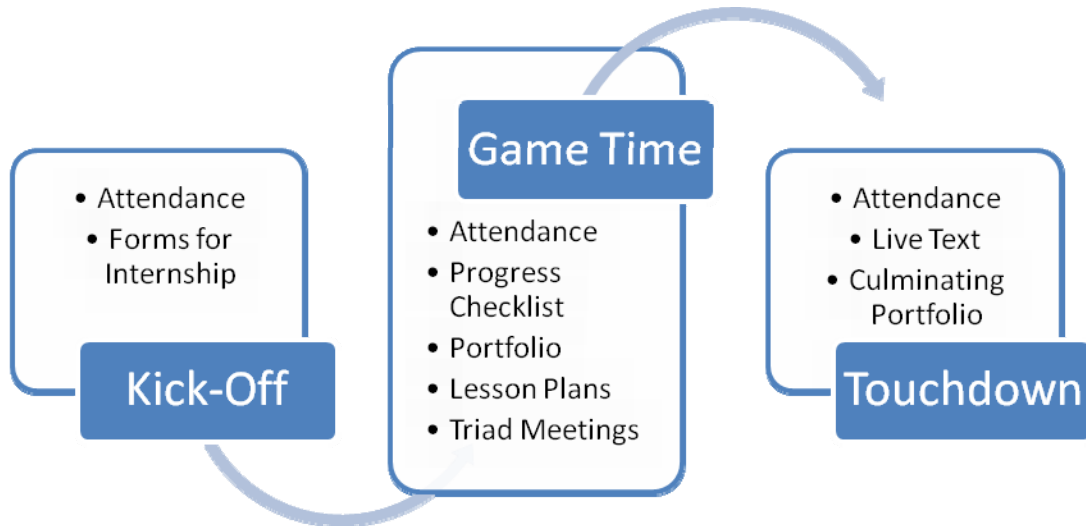 • Attendance
• Forms for
Internship
Kick-Off
Game Time
• Attendance
• Progress
Checklist
• Portfolio
• Lesson Plans
• Triad Meetings
• Attendance
• Live Text
• Culminating
Portfolio
Touchdown